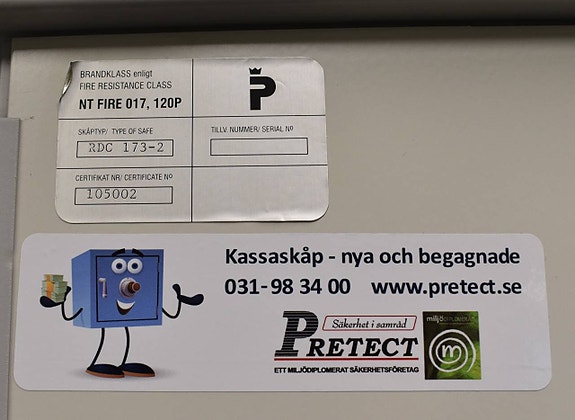 BRANDKLASS enligt
FIRE RESISTANCE CLASS
NT FIRE 017, 120P
P
SKÅPTYP/ TYPE OF SAFE
RDC 173-2
TILLV. NUMMER/ SERIAL Nº
CERTIFIKAT NR/ CERTIFICATE Nº
105002
Kassaskåp - nya och begagnade
031-98 34 00 www.pretect.se
Säkerhet i samråd
PRETECT
ETT MILJÖDIPLOMERAT SÄKERHETSFÖRETAG
miljöDIPLOMERAD
m